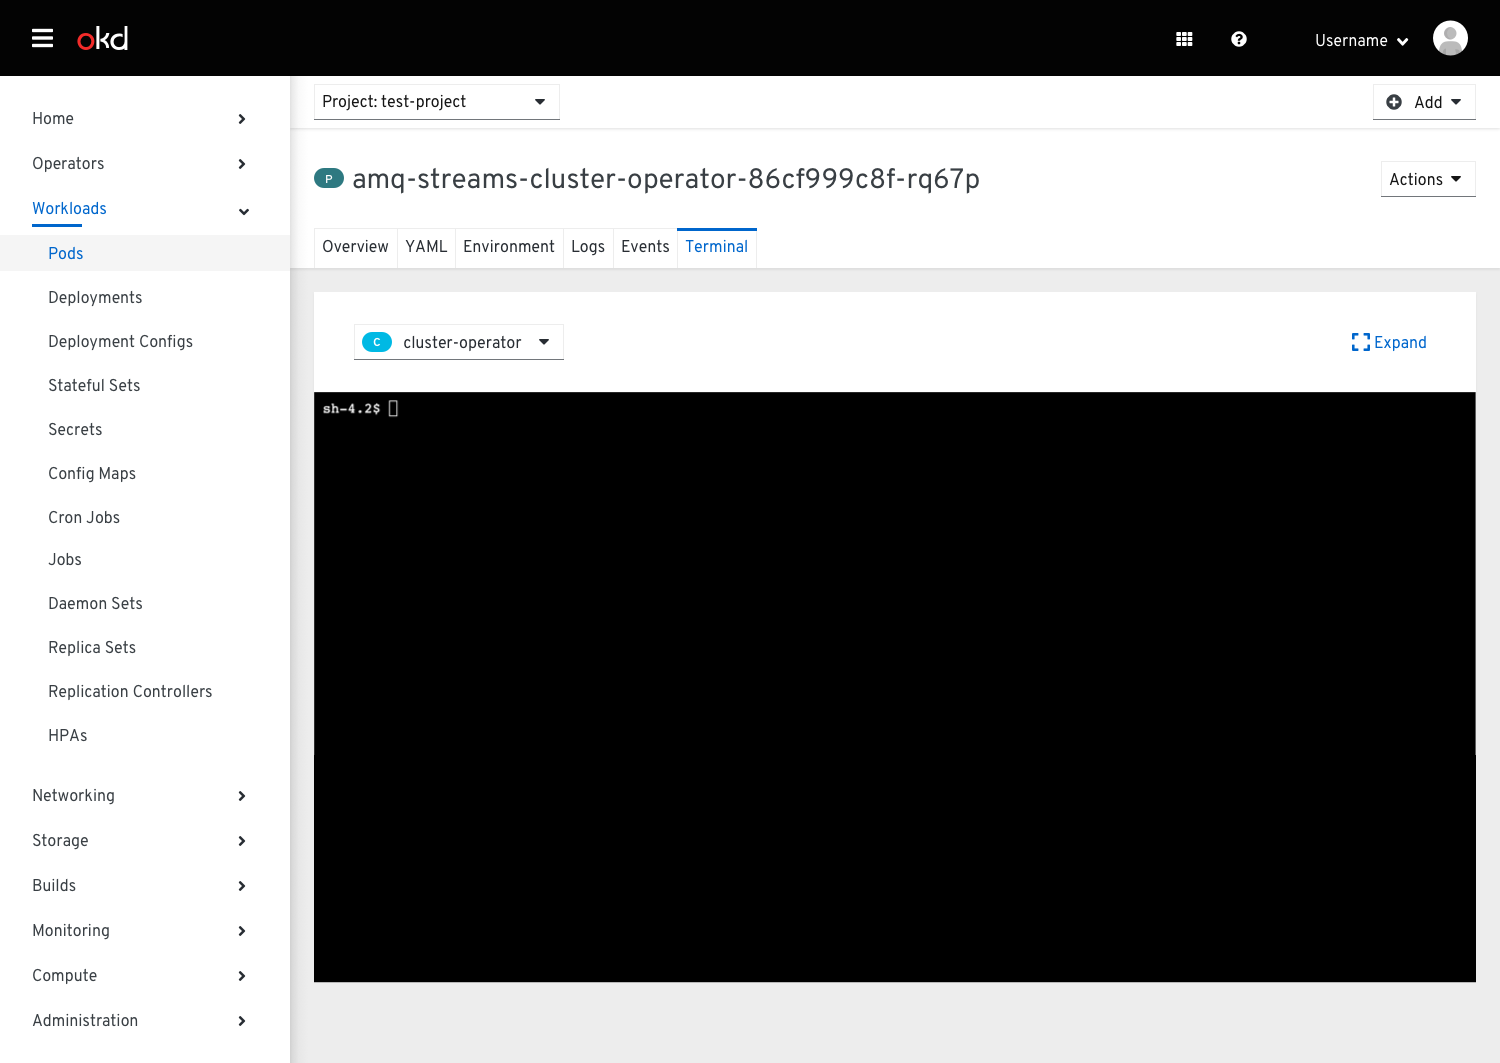 okd
Username
Home
Operators
Workloads
Pods
Deployments
Deployment Configs
Stateful Sets
Secrets
Config Maps
Cron Jobs
Jobs
Daemon Sets
Replica Sets
Replication Controllers
HPAs
Networking
Storage
Builds
Monitoring
Compute
Administration
Project: test-project
Add
P amq-streams-cluster-operator-86cf999c8f-rq67p
Actions
Overview YAML Environment Logs Events Terminal
C cluster-operator
Expand
sh-4.2$